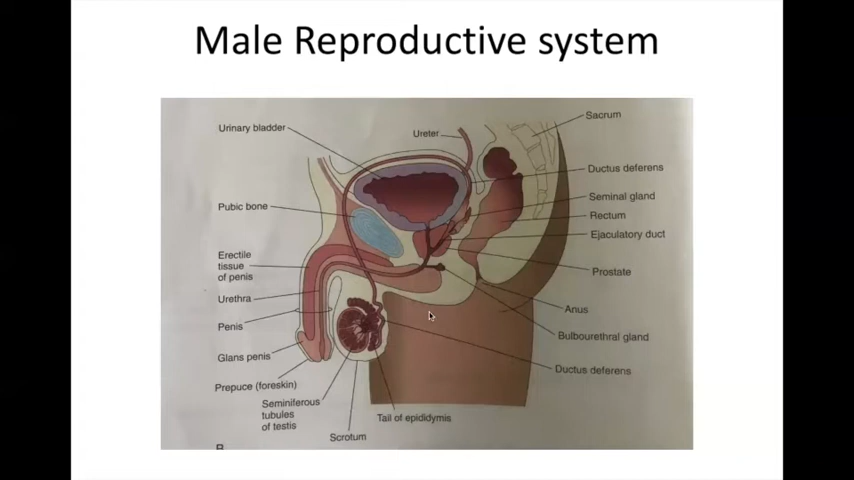 Male Reproductive system
Urinary bladder
Ureter
Sacrum
Ductus deferens
Seminal gland
Pubic bone
Rectum
Ejaculatory duct
Erectile
tissue
of penis
Prostate
Urethra
Anus
Penis
Bulbourethral gland
Glans penis
Ductus deferens
Prepuce (foreskin)
Seminiferous
tubules
of testis
Tail of epididymis
Scrotum